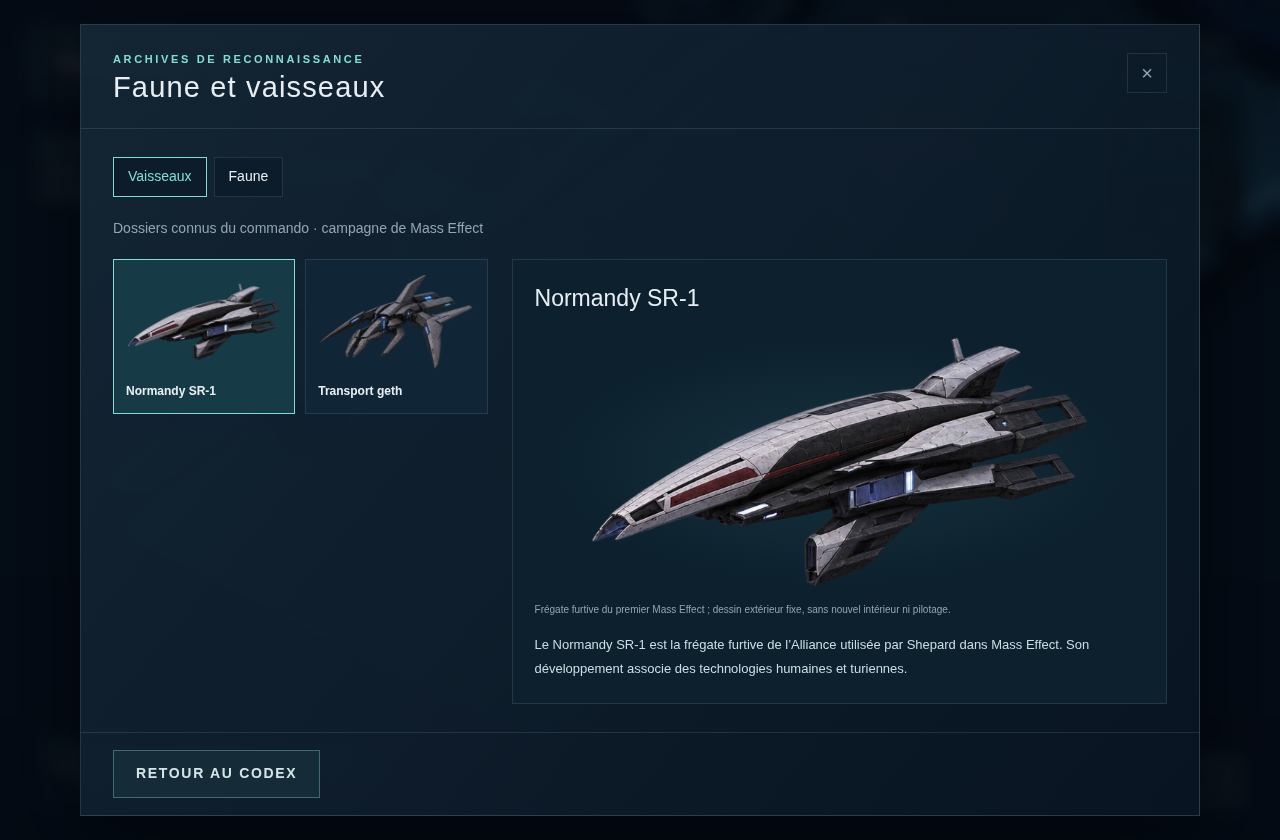 ARCHIVES DE RECONNAISSANCE
Faune et vaisseaux
×
Vaisseaux
Faune
Dossiers connus du commando · campagne de Mass Effect
Normandy SR-1
Transport geth
Normandy SR-1
Frégate furtive du premier Mass Effect ; dessin extérieur fixe, sans nouvel intérieur ni pilotage.
Le Normandy SR-1 est la frégate furtive de l’Alliance utilisée par Shepard dans Mass Effect. Son
développement associe des technologies humaines et turiennes.
RETOUR AU CODEX